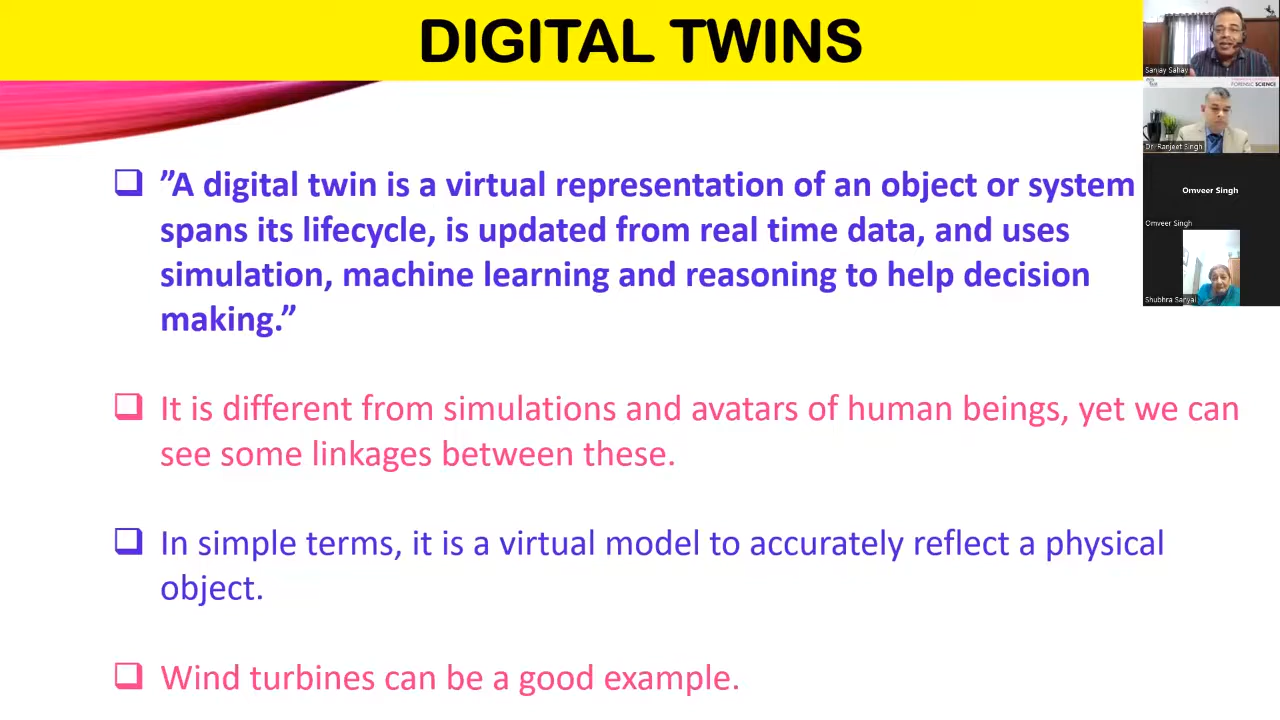 DIGITAL TWINS
❑ ”A digital twin is a virtual representation of an object or system
spans its lifecycle, is updated from real time data, and uses
simulation, machine learning and reasoning to help decision
making.”
❑ It is different from simulations and avatars of human beings, yet we can
see some linkages between these.
❑ In simple terms, it is a virtual model to accurately reflect a physical
object.
❑ Wind turbines can be a good example.
Sanjay Sahay
FORENSIC SCIENCE
Dr. Ranjeet Singh
Omveer Singh
Omveer Singh
Shubhra Sanyal